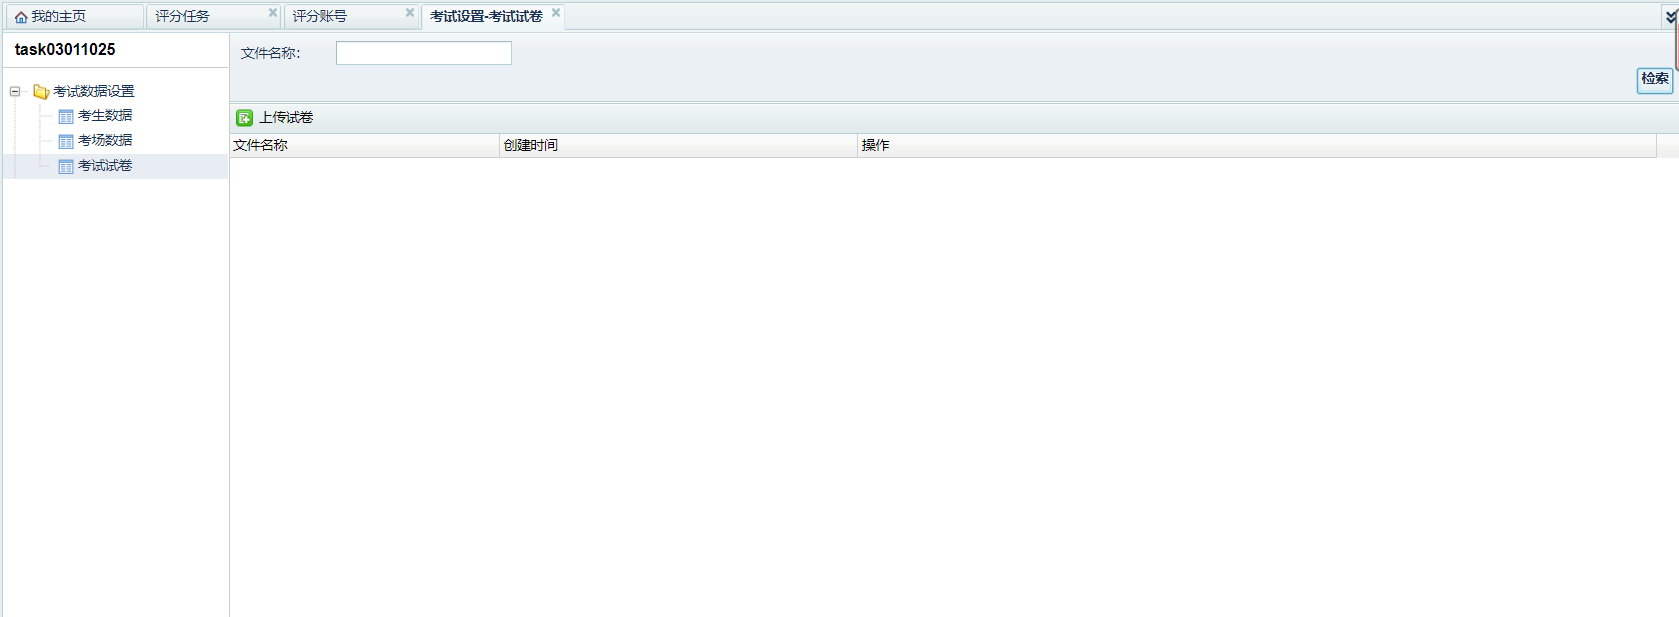 我的主页 评分任务 评分账号 考试设置-考试试卷
task03011025
文件名称：
检索
考试数据设置
考生数据
考场数据
考试试卷
上传试卷
文件名称 创建时间 操作